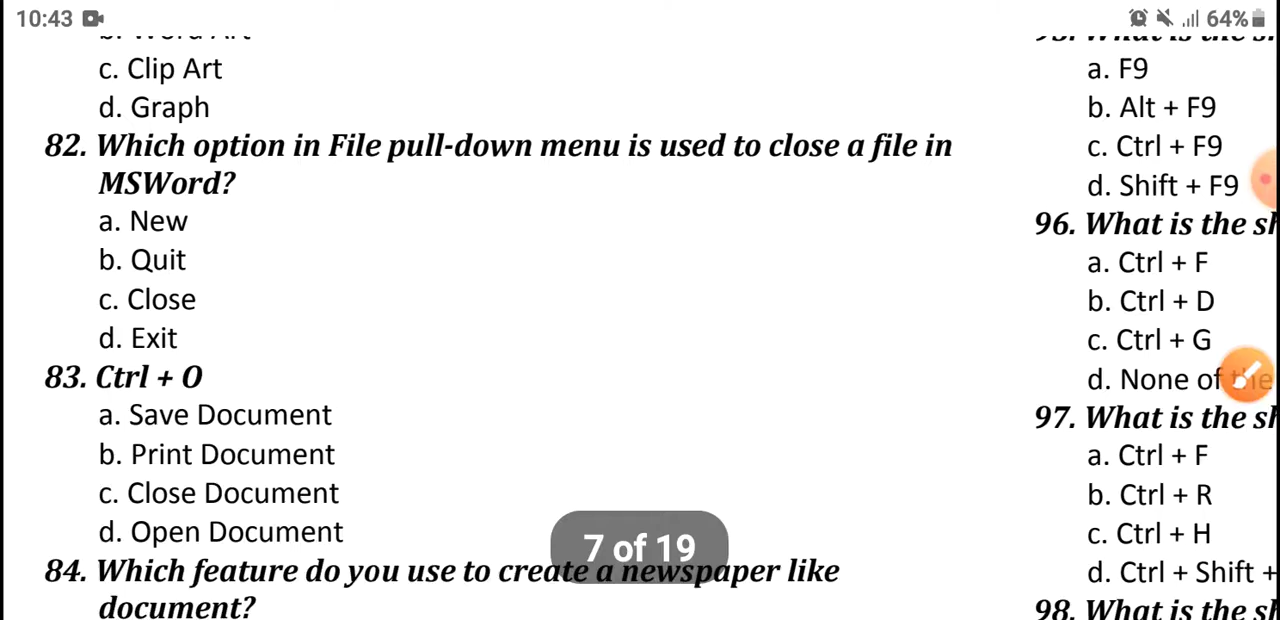 10:43
64%
c. Clip Art
d. Graph
82. Which option in File pull-down menu is used to close a file in
MSWord?
a. New
b. Quit
c. Close
d. Exit
83. Ctrl + O
a. Save Document
b. Print Document
c. Close Document
d. Open Document
84. Which feature do you use to create a newspaper like
document?
7 of 19
a. F9
b. Alt + F9
c. Ctrl + F9
d. Shift + F9
96. What is the
a. Ctrl + F
b. Ctrl + D
c. Ctrl + G
d. None of the
97. What is the
a. Ctrl + F
b. Ctrl + R
c. Ctrl + H
d. Ctrl + Shift +
98. What is the